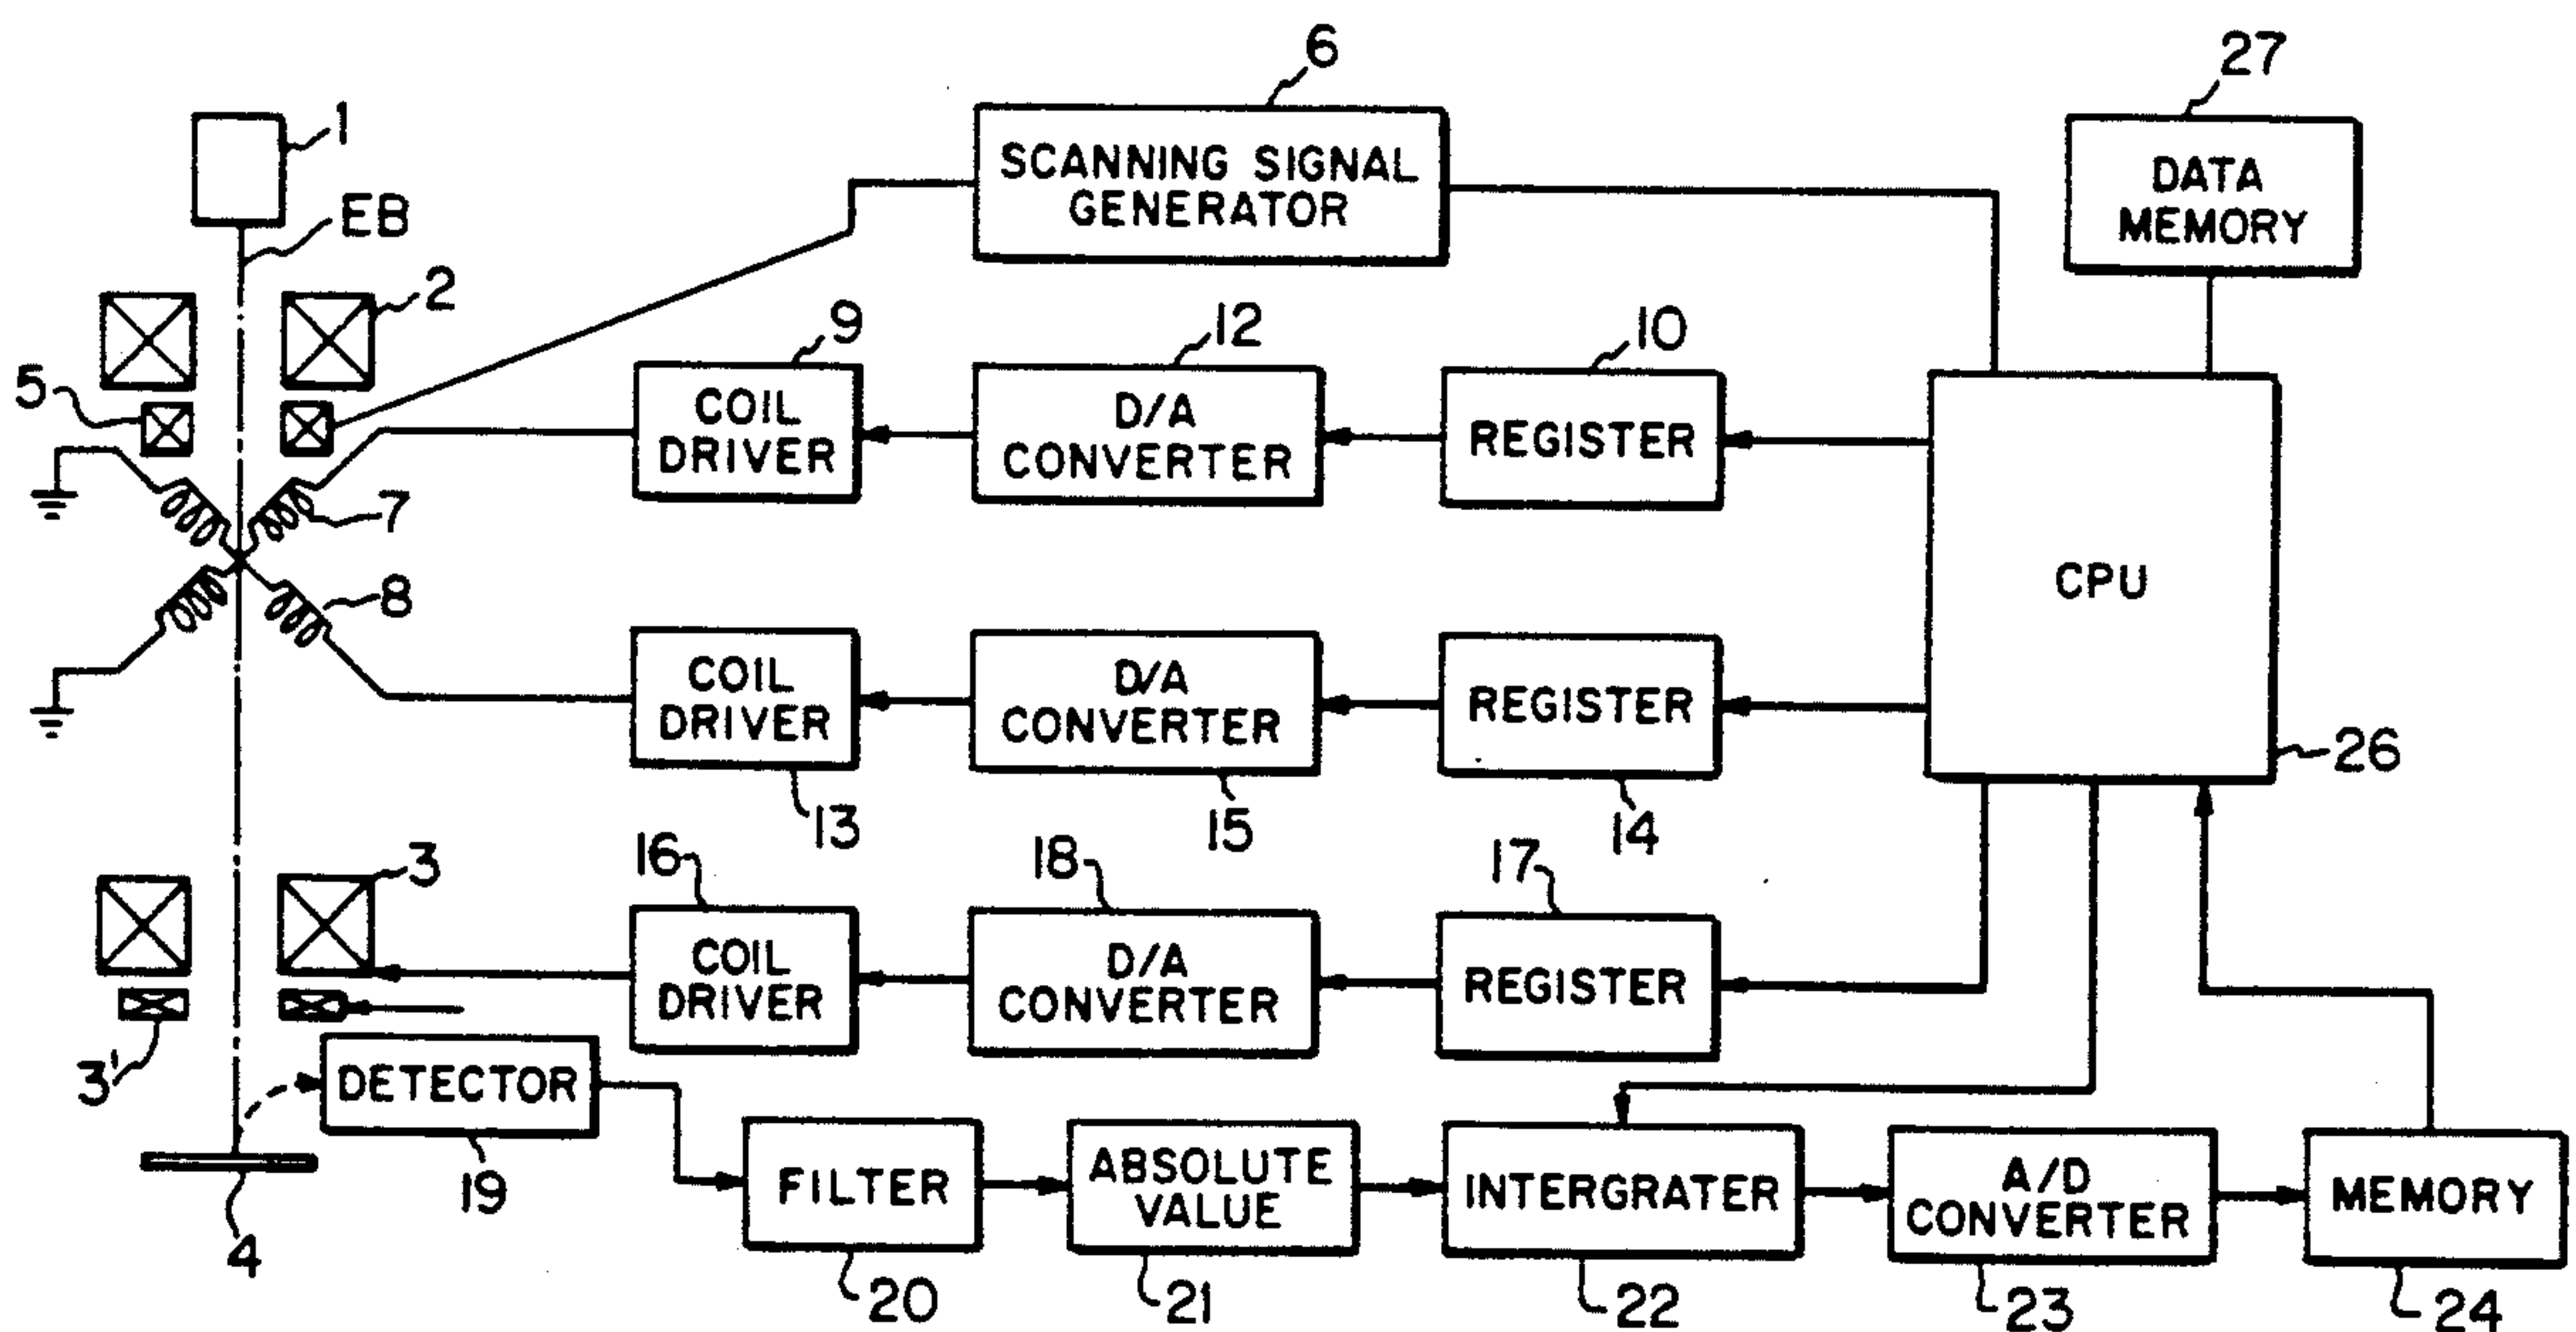 6
27
1
SCANNING SIGNAL
GENERATOR
DATA
MEMORY
EB
2
9
12
10
5
COIL
DRIVER
D/A
CONVERTER
REGISTER
7
CPU
8
COIL
DRIVER
D/A
CONVERTER
REGISTER
26
13
15
14
3
16
18
17
COIL
DRIVER
D/A
CONVERTER
REGISTER
3'
DETECTOR
19
FILTER
ABSOLUTE
VALUE
INTERGRATER
A/D
CONVERTER
MEMORY
4
20
21
22
23
24